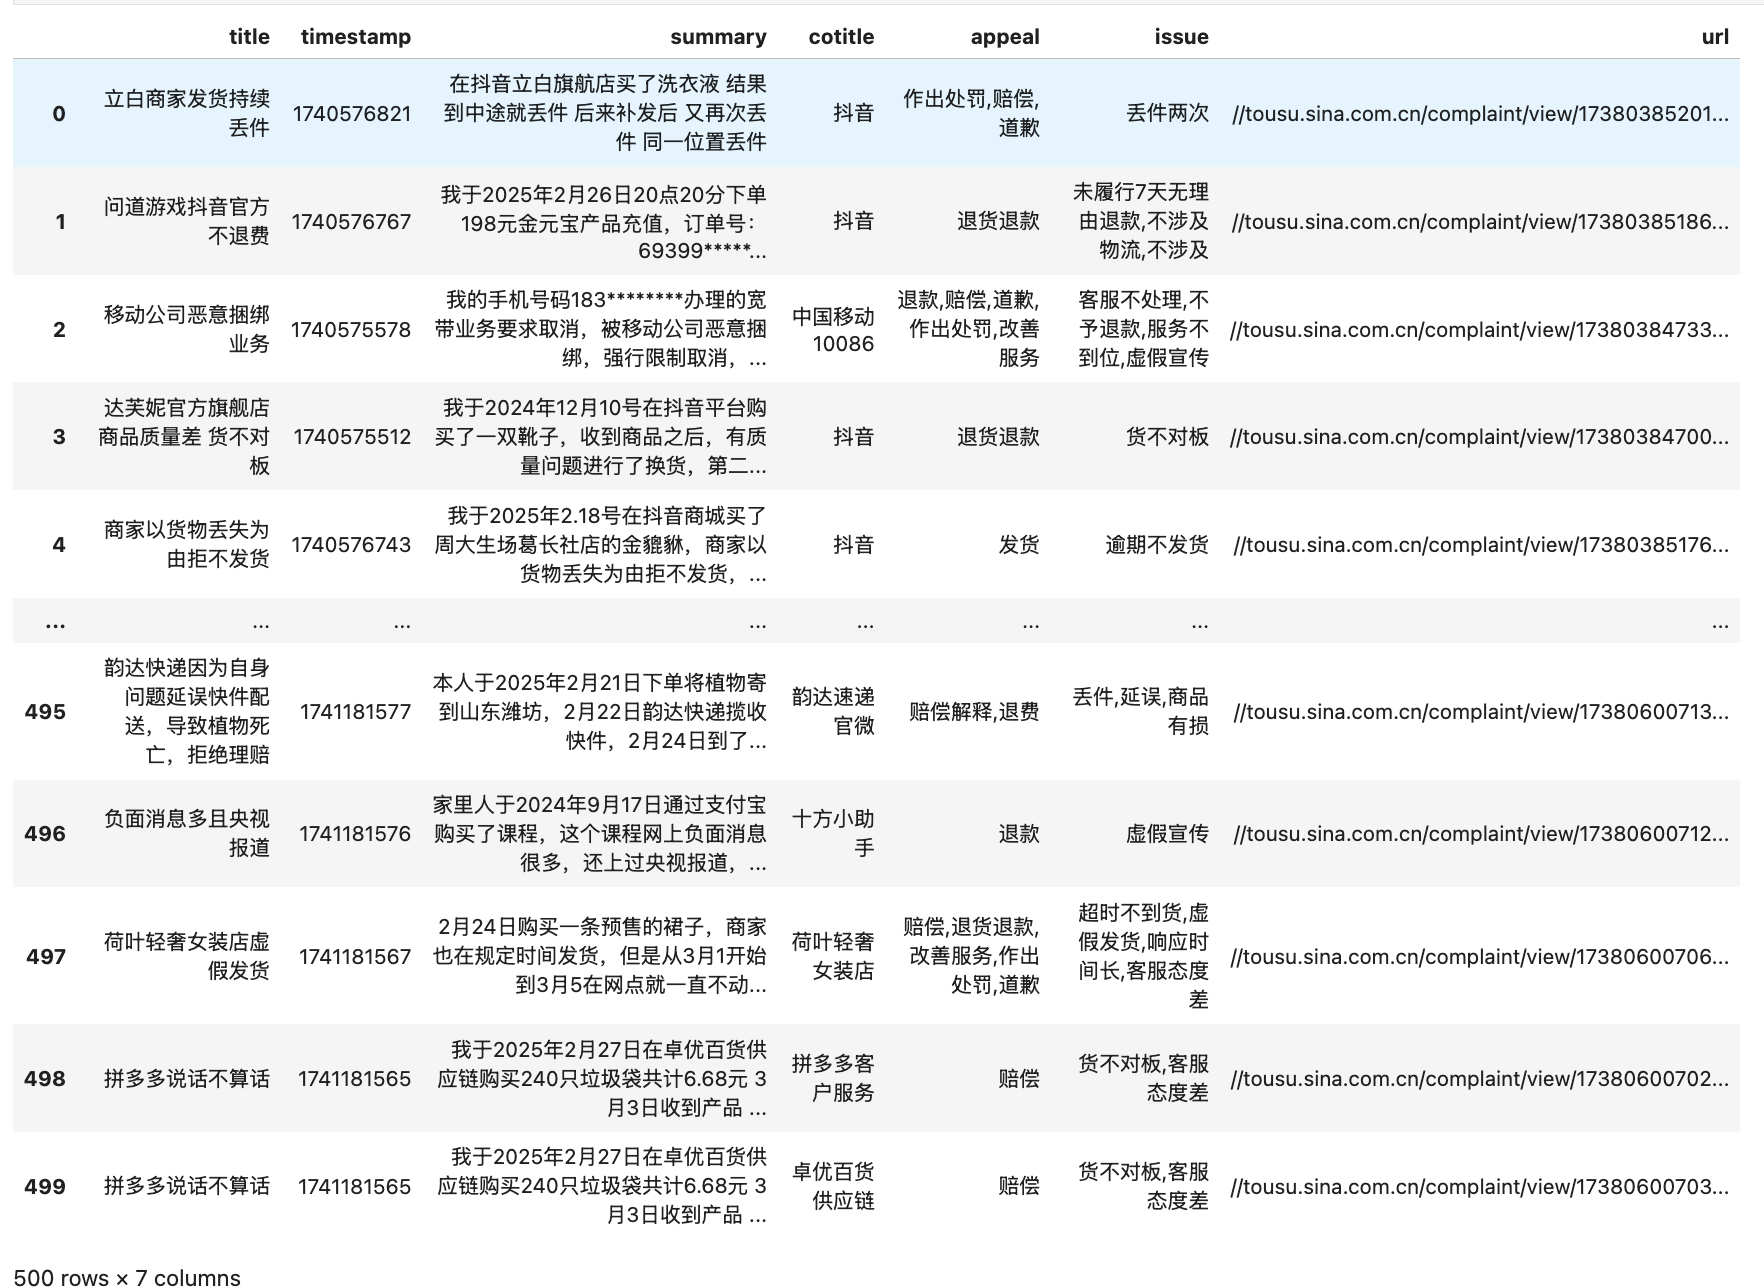 title timestamp summary cotitle appeal issue url
0 立白商家发货持续丢件 1740576821 在抖音立白旗航店买了洗衣液 结果到中途就丢件 后来补发后 又再次丢件 同一位置丢件 抖音 作出处罚,赔偿,道歉 丢件两次 //tousu.sina.com.cn/complaint/view/17380385201...
1 问道游戏抖音官方不退费 1740576767 我于2025年2月26日20点20分下单198元金元宝产品充值，订单号：69399*****... 抖音 退货退款 未履行7天无理由退款,不涉及物流,不涉及 //tousu.sina.com.cn/complaint/view/17380385186...
2 移动公司恶意捆绑业务 1740575578 我的手机号码183********办理的宽带业务要求取消，被移动公司恶意捆绑，强行限制取消，... 中国移动10086 退款,赔偿,道歉,作出处罚,改善服务 客服不处理,不予退款,服务不到位,虚假宣传 //tousu.sina.com.cn/complaint/view/17380384733...
3 达芙妮官方旗舰店商品质量差 货不对板 1740575512 我于2024年12月10号在抖音平台购买了一双靴子，收到商品之后，有质量问题进行了换货，第二... 抖音 退货退款 货不对板 //tousu.sina.com.cn/complaint/view/17380384700...
4 商家以货物丢失为由拒不发货 1740576743 我于2025年2.18号在抖音商城买了周大生场葛长社店的金貔貅，商家以货物丢失为由拒不发货，... 抖音 发货 逾期不发货 //tousu.sina.com.cn/complaint/view/17380385176...
... ... ... ... ... ... ... ...
495 韵达快递因为自身问题延误快件配送，导致植物死亡，拒绝理赔 1741181577 本人于2025年2月21日下单将植物寄到山东潍坊，2月22日韵达快递揽收快件，2月24日到了... 韵达速递官微 赔偿解释,退费 丢件,延误,商品有损 //tousu.sina.com.cn/complaint/view/17380600713...
496 负面消息多且央视报道 1741181576 家里人于2024年9月17日通过支付宝购买了课程，这个课程网上负面消息很多，还上过央视报道，... 十方小助手 退款 虚假宣传 //tousu.sina.com.cn/complaint/view/17380600712...
497 荷叶轻奢女装店虚假发货 1741181567 2月24日购买一条预售的裙子，商家也在规定时间发货，但是从3月1开始到3月5在网点就一直不动... 荷叶轻奢女装店 赔偿,退货退款,改善服务,作出处罚,道歉 超时不到货,虚假发货,响应时间长,客服态度差 //tousu.sina.com.cn/complaint/view/17380600706...
498 拼多多说话不算话 1741181565 我于2025年2月27日在卓优百货供应链购买240只垃圾袋共计6.68元 3月3日收到产品 ... 拼多多客户服务 赔偿 货不对板,客服态度差 //tousu.sina.com.cn/complaint/view/17380600702...
499 拼多多说话不算话 1741181565 我于2025年2月27日在卓优百货供应链购买240只垃圾袋共计6.68元 3月3日收到产品 ... 卓优百货供应链 赔偿 货不对板,客服态度差 //tousu.sina.com.cn/complaint/view/17380600703...
500 rows × 7 columns